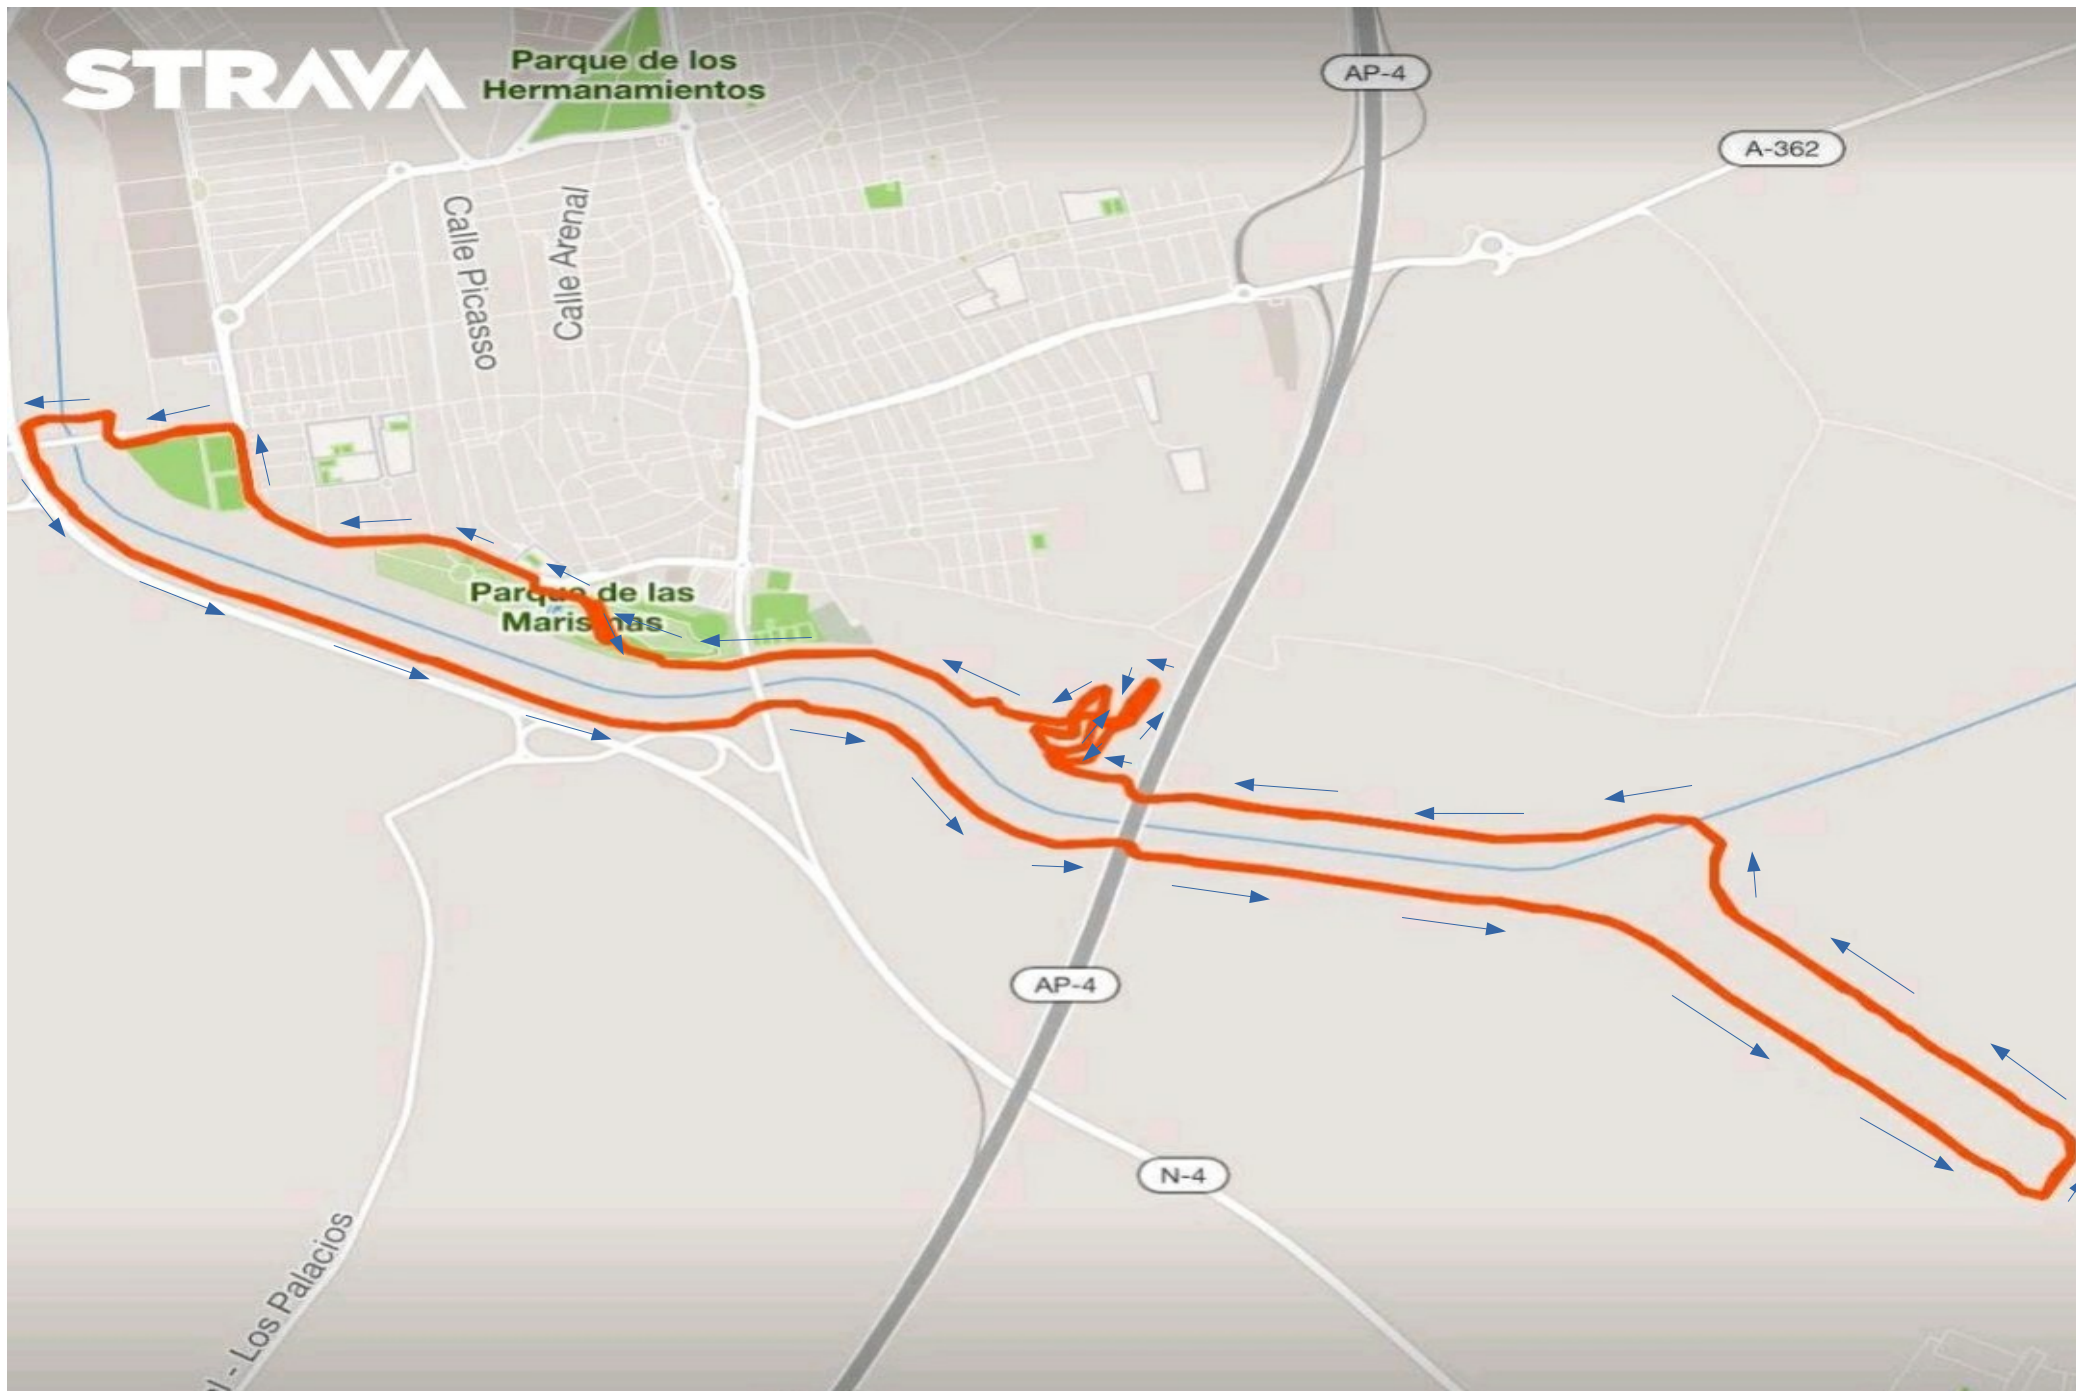 STRAVA
Parque de los
Hermanamientos
AP-4
A-362
Calle Picasso
Calle Arenal
Parque de las
Marismas
AP-4
N-4
l - Los Palacios